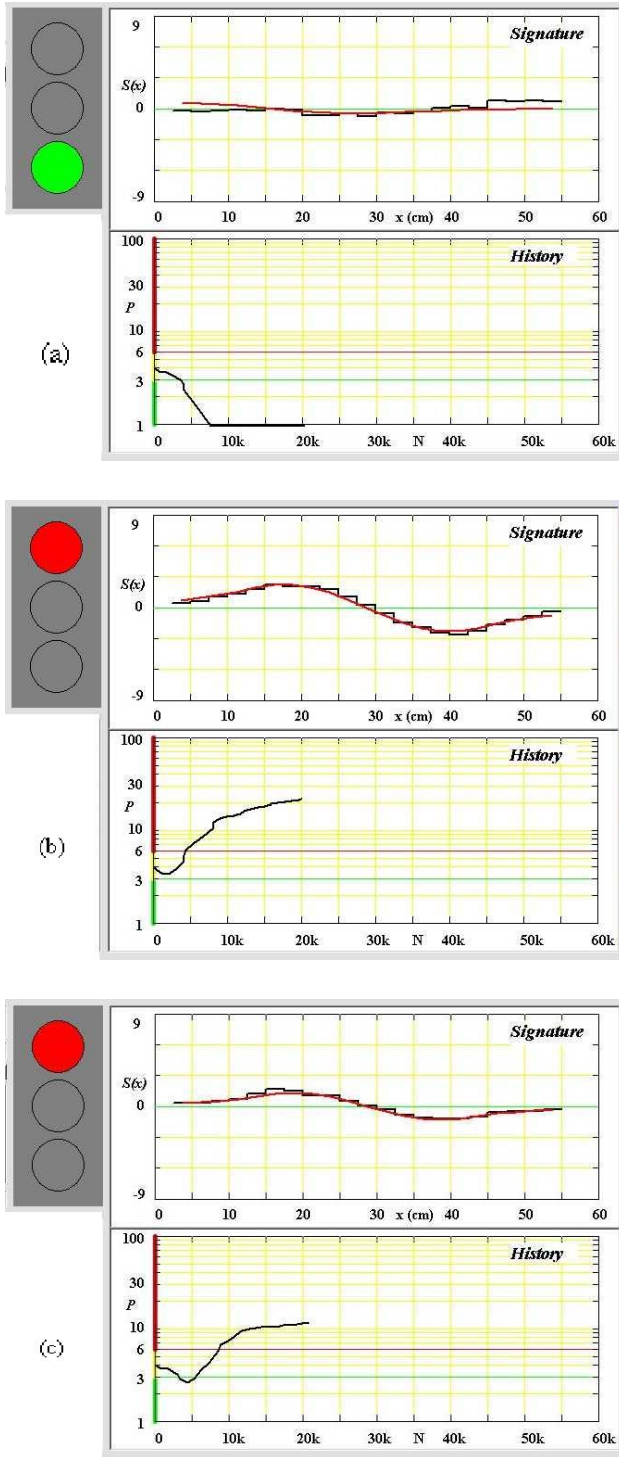 9
Signature
S(x)
0
-9
0 10 20 x (cm) 40 50 60
100
History
30
P
10
6
3
1
0 10k 20k 30k N 40k 50k 60k
(a)
9
Signature
S(x)
0
-9
0 10 20 30 x (cm) 40 50 60
100
History
30
P
10
6
3
1
0 10k 20k 30k N 40k 50k 60k
(b)
9
Signature
S(x)
0
-9
0 10 20 30 x (cm) 40 50 60
100
History
30
P
10
6
3
1
0 10k 20k 30k N 40k 50k 60k
(c)